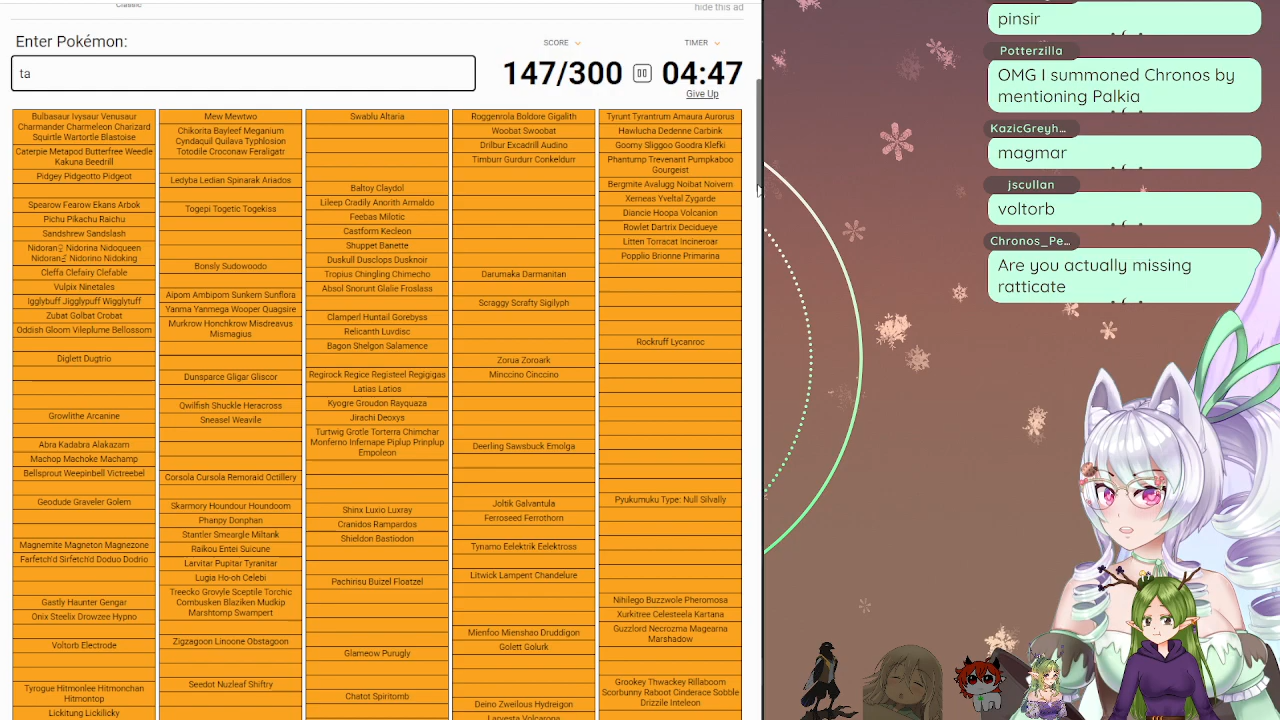 Classic
hide this ad
Enter Pokémon:
SCORE
TIMER
ta
147/300
04:47
Give Up
Bulbasaur Ivysaur Venusaur
Charmander Charmeleon Charizard
Squirtle Wartortle Blastoise
Caterpie Metapod Butterfree Weedle
Kakuna Beedrill
Pidgey Pidgeotto Pidgeot
Spearow Fearow Ekans Arbok
Pichu Pikachu Raichu
Sandshrew Sandslash
Nidoran♀ Nidorina Nidoqueen
Nidoran♂ Nidorino Nidoking
Cleffa Clefairy Clefable
Vulpix Ninetales
Igglybuff Jigglypuff Wigglytuff
Zubat Golbat Crobat
Oddish Gloom Vileplume Bellossom
Diglett Dugtrio
Growlithe Arcanine
Abra Kadabra Alakazam
Machop Machoke Machamp
Bellsprout Weepinbell Victreebel
Geodude Graveler Golem
Magnemite Magneton Magnezone
Farfetch'd Sirfetch'd Doduo Dodrio
Gastly Haunter Gengar
Onix Steelix Drowzee Hypno
Voltorb Electrode
Tyrogue Hitmonlee Hitmonchan
Hitmontop
Lickitung Lickilicky
Mew Mewtwo
Chikorita Bayleef Meganium
Cyndaquil Quilava Typhlosion
Totodile Croconaw Feraligatr
Ledyba Ledian Spinarak Ariados
Togepi Togetic Togekiss
Bonsly Sudowoodo
Aipom Ambipom Sunkern Sunflora
Yanma Yanmega Wooper Quagsire
Murkrow Honchkrow Misdreavus
Mismagius
Dunsparce Gligar Gliscor
Qwilfish Shuckle Heracross
Sneasel Weavile
Corsola Cursola Remoraid Octillery
Skarmory Houndour Houndoom
Phanpy Donphan
Stantler Smeargle Miltank
Raikou Entei Suicune
Larvitar Pupitar Tyranitar
Lugia Ho-oh Celebi
Treecko Grovyle Sceptile Torchic
Combusken Blaziken Mudkip
Marshtomp Swampert
Zigzagoon Linoone Obstagoon
Seedot Nuzleaf Shiftry
Swablu Altaria
Baltoy Claydol
Lileep Cradily Anorith Armaldo
Feebas Milotic
Castform Kecleon
Shuppet Banette
Duskull Dusclops Dusknoir
Tropius Chingling Chimecho
Absol Snorunt Glalie Froslass
Clamperl Huntail Gorebyss
Relicanth Luvdisc
Bagon Shelgon Salamence
Regirock Regice Registeel Regigigas
Latias Latios
Kyogre Groudon Rayquaza
Jirachi Deoxys
Turtwig Grotle Torterra Chimchar
Monferno Infernape Piplup Prinplup
Empoleon
Shinx Luxio Luxray
Cranidos Rampardos
Shieldon Bastiodon
Pachirisu Buizel Floatzel
Glameow Purugly
Chatot Spiritomb
Roggenrola Boldore Gigalith
Woobat Swoobat
Drilbur Excadrill Audino
Timburr Gurdurr Conkeldurr
Darumaka Darmanitan
Scraggy Scrafty Sigilyph
Zorua Zoroark
Minccino Cinccino
Deerling Sawsbuck Emolga
Joltik Galvantula
Ferroseed Ferrothorn
Tynamo Eelektrik Eelektross
Litwick Lampent Chandelure
Mienfoo Mienshao Druddigon
Golett Golurk
Deino Zweilous Hydreigon
Larvesta Volcarona
Tyrunt Tyrantrum Amaura Aurorus
Hawlucha Dedenne Carbink
Goomy Sliggoo Goodra Klefki
Phantump Trevenant Pumpkaboo
Gourgeist
Bergmite Avalugg Noibat Noivern
Xerneas Yveltal Zygarde
Diancie Hoopa Volcanion
Rowlet Dartrix Decidueye
Litten Torracat Incineroar
Popplio Brionne Primarina
Rockruff Lycanroc
Pyukumuku Type: Null Silvally
Nihilego Buzzwole Pheromosa
Xurkitree Celesteela Kartana
Guzzlord Necrozma Magearna
Marshadow
Grookey Thwackey Rillaboom
Scorbunny Raboot Cinderace Sobble
Drizzile Inteleon
pinsir
Potterzilla
OMG I summoned Chronos by
mentioning Palkia
KazicGreyh...
magmar
jscullan
voltorb
Chronos_Pe...
Are you actually missing
ratticate